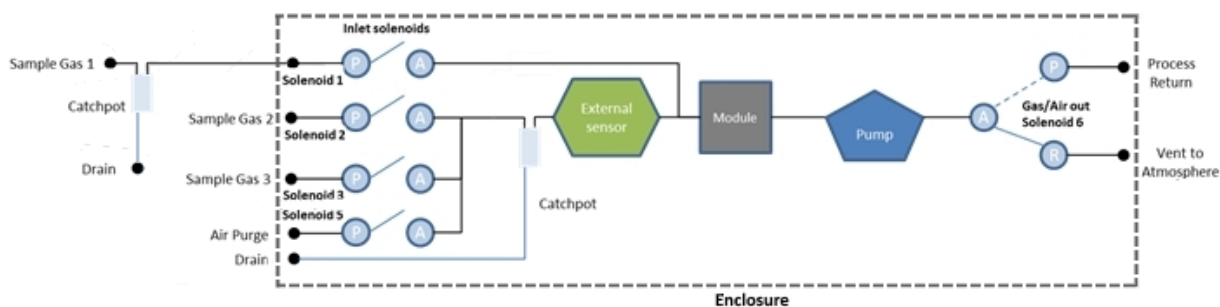 Inlet solenoids
Sample Gas 1
P
A
Solenoid 1
Catchpot
Drain
Sample Gas 2
P
A
Solenoid 2
Sample Gas 3
P
A
Solenoid 3
Solenoid 5
Air Purge
P
A
Drain
Catchpot
External
sensor
Module
Pump
A
P
Process
Return
Gas/Air out
Solenoid 6
R
Vent to
Atmosphere
Enclosure